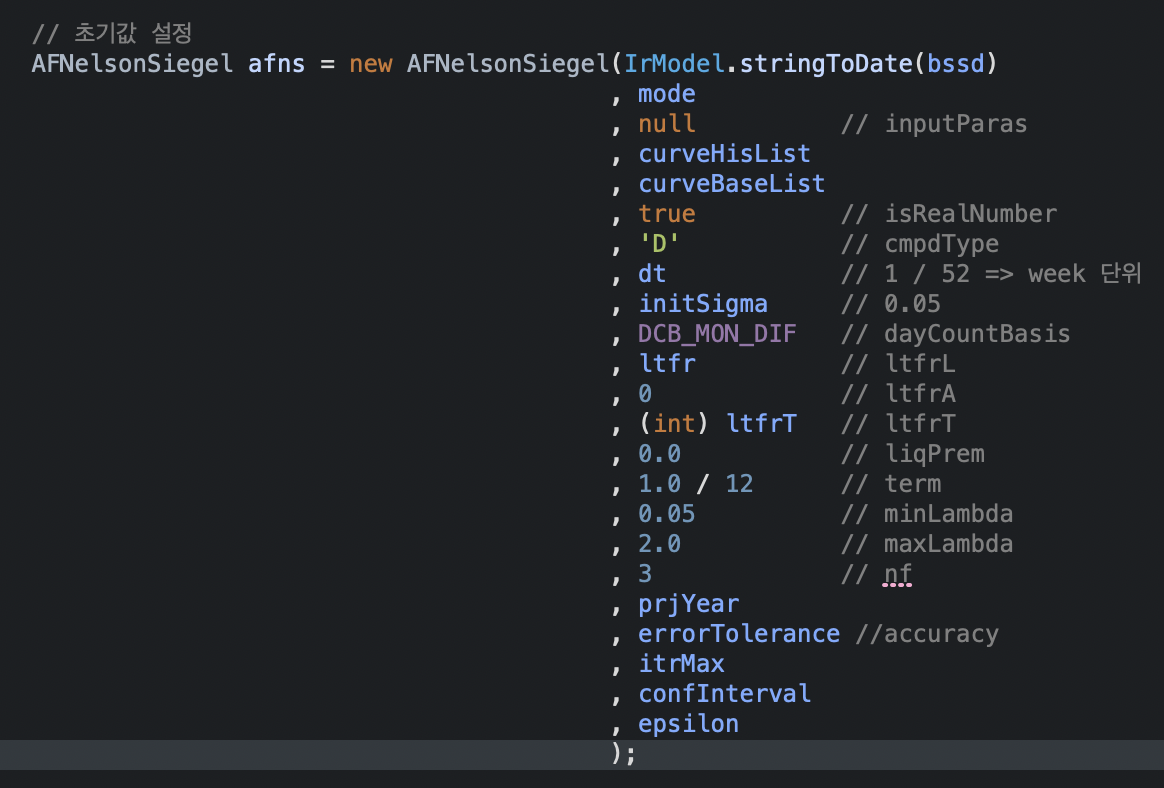 // 초기값 설정
AFNelsonSiegel afns = new AFNelsonSiegel(IrModel.stringToDate(bssd)
, mode
, null // inputParas
, curveHisList
, curveBaseList
, true // isRealNumber
, 'D' // cmpdType
, dt // 1 / 52 => week 단위
, initSigma // 0.05
, DCB_MON_DIF // dayCountBasis
, ltfr // ltfrL
, 0 // ltfrA
, (int) ltfrT // ltfrT
, 0.0 // liqPrem
, 1.0 / 12 // term
, 0.05 // minLambda
, 2.0 // maxLambda
, 3 // nf
, prjYear
, errorTolerance //accuracy
, itrMax
, confInterval
, epsilon
);